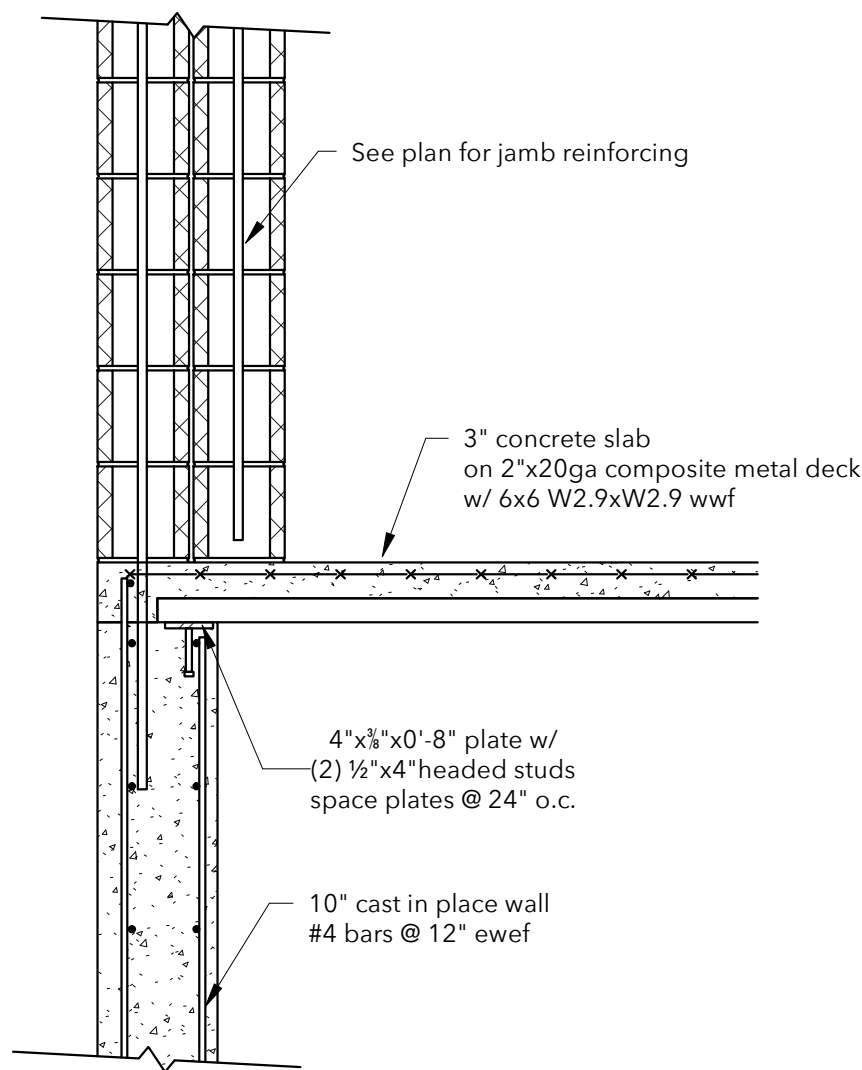 See plan for jamb reinforcing
3" concrete slab
on 2"x20ga composite metal deck
w/ 6x6 W2.9xW2.9 wwf
4"x⅜"x0'-8" plate w/
(2) ½"x4"headed studs
space plates @ 24" o.c.
10" cast in place wall
#4 bars @ 12" ewef